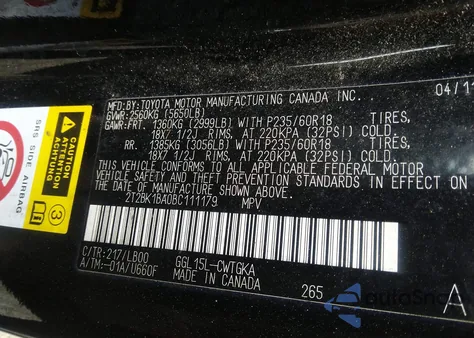 MFD.BY:TOYOTA MOTOR MANUFACTURING CANADA INC. 04/11
GVWR:2560KG (5650LB)
GAWR:FRT. 1360KG (2999LB) WITH P235/60R18 TIRES,
18X7 1/2J RIMS, AT 220KPA (32PSI) COLD.
RR. 1385KG (3056LB) WITH P235/60R18 TIRES,
18X7 1/2J RIMS, AT 220KPA (32PSI) COLD.
THIS VEHICLE CONFORMS TO ALL APPLICABLE FEDERAL MOTOR
VEHICLE SAFETY AND THEFT PREVENTION STANDARDS IN EFFECT
ON THE DATE OF MANUFACTURE SHOWN ABOVE.
2T2BK1BA0BC111179 MPV
C/TR:217/LB00 GGL15L-CWTGKA
A/TM:-01A/U660F MADE IN CANADA 265 A
SRS SIDE AIRBAG
CAUTION
3
autoSnap